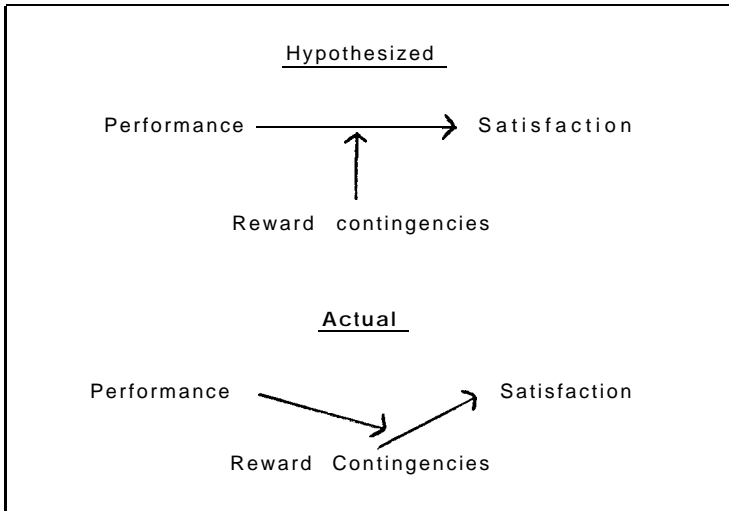 Hypothesized
Performance Satisfaction
Reward contingencies
Actual
Performance Satisfaction
Reward Contingencies